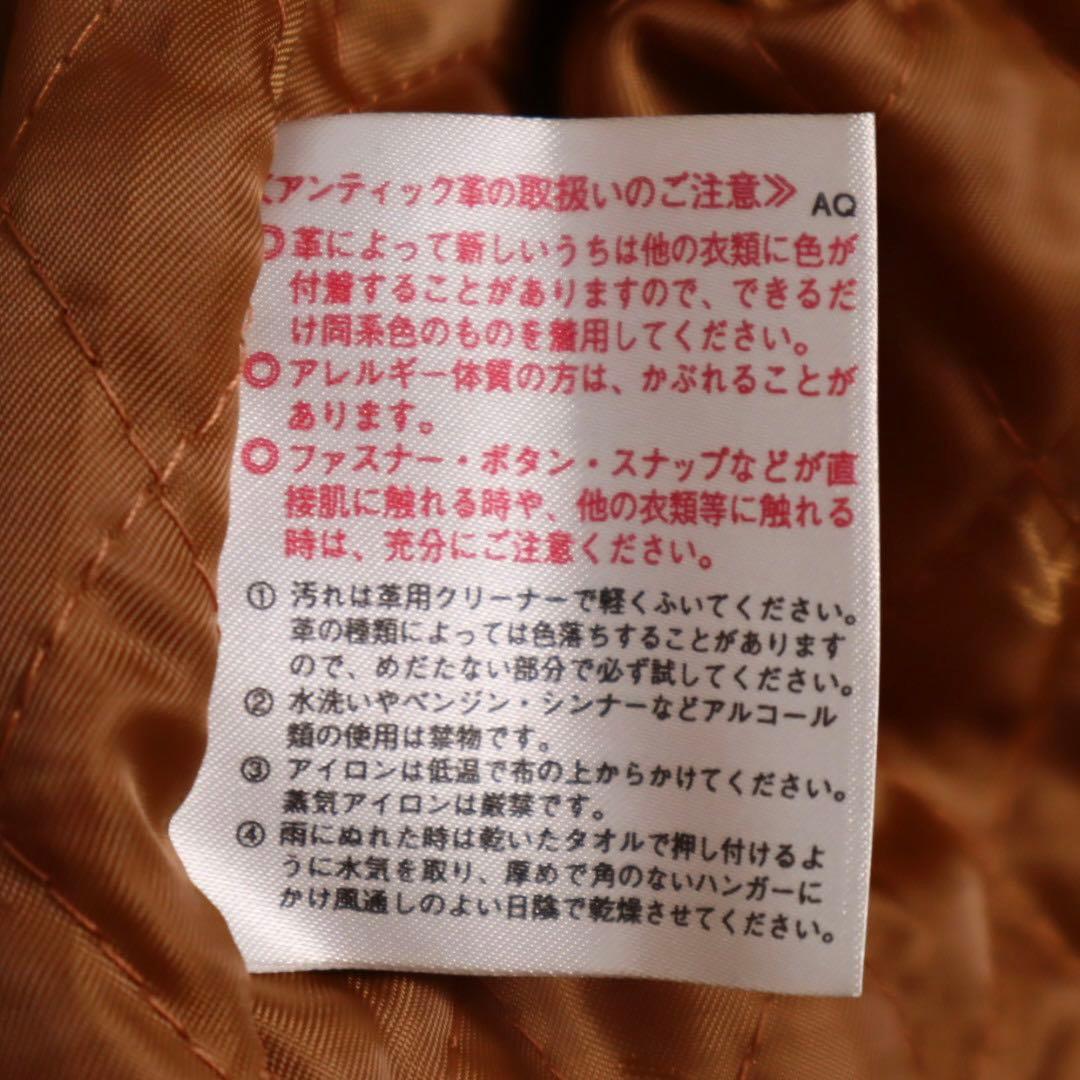 《アンティック革の取扱いのご注意》 AQ
◎革によって新しいうちは他の衣類に色が
付着することがありますので、できるだ
け同系色のものを着用してください。
◎アレルギー体質の方は、かぶれることが
あります。
◎ファスナー・ボタン・スナップなどが直
接肌に触れる時や、他の衣類等に触れる
時は、充分にご注意ください。
① 汚れは革用クリーナーで軽くふいてください。
革の種類によっては色落ちすることがあります
ので、めだたない部分で必ず試してください。
② 水洗いやベンジン・シンナーなどアルコール
類の使用は禁物です。
③ アイロンは低温で布の上からかけてください。
蒸気アイロンは厳禁です。
④ 雨にぬれた時は乾いたタオルで押し付けるよ
うに水気を取り、厚めで角のないハンガーに
かけ風通しのよい日陰で乾燥させてください。